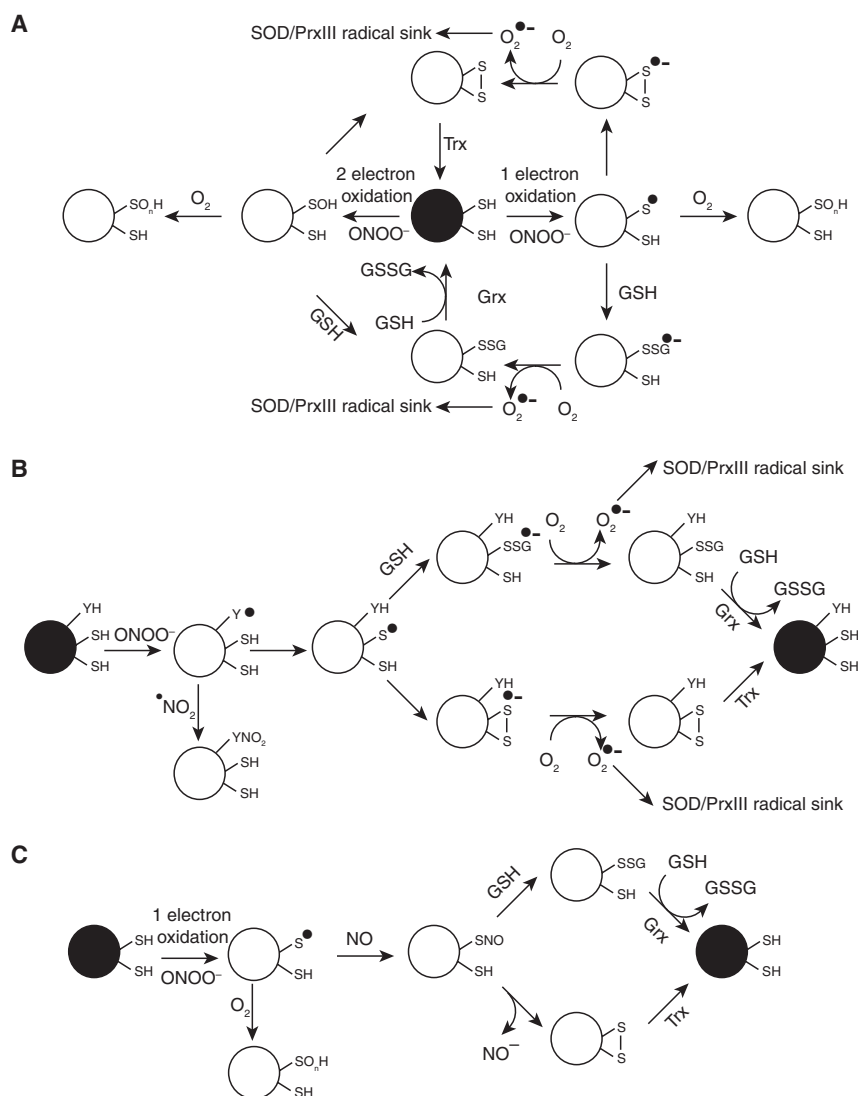 A
SOD/PrxIII radical sink O₂•− O₂
S S
S S •−
Trx
2 electron oxidation
1 electron oxidation
SOₙH SH
O₂
SOH SH
ONOO⁻
SH SH
ONOO⁻
S• SH
O₂
SOₙH SH
GSSG
Grx
GSH
GSH
GSH
SSG SH
SSG•− SH
SOD/PrxIII radical sink O₂•− O₂
B
SOD/PrxIII radical sink
YH SSG•− SH
O₂ O₂•−
YH SSG SH
GSH
GSH
GSSG
Grx
YH SH SH
ONOO⁻
Y• SH SH
YH S• SH
YH SH SH
•NO₂
YH •− S S
YH S S
Trx
YNO₂ SH SH
O₂ O₂•−
SOD/PrxIII radical sink
C
GSH
SSG SH
GSH
GSSG
Grx
SH SH
1 electron oxidation
ONOO⁻
S• SH
NO
SNO SH
SH SH
O₂
NO⁻
S S
Trx
SOₙH SH